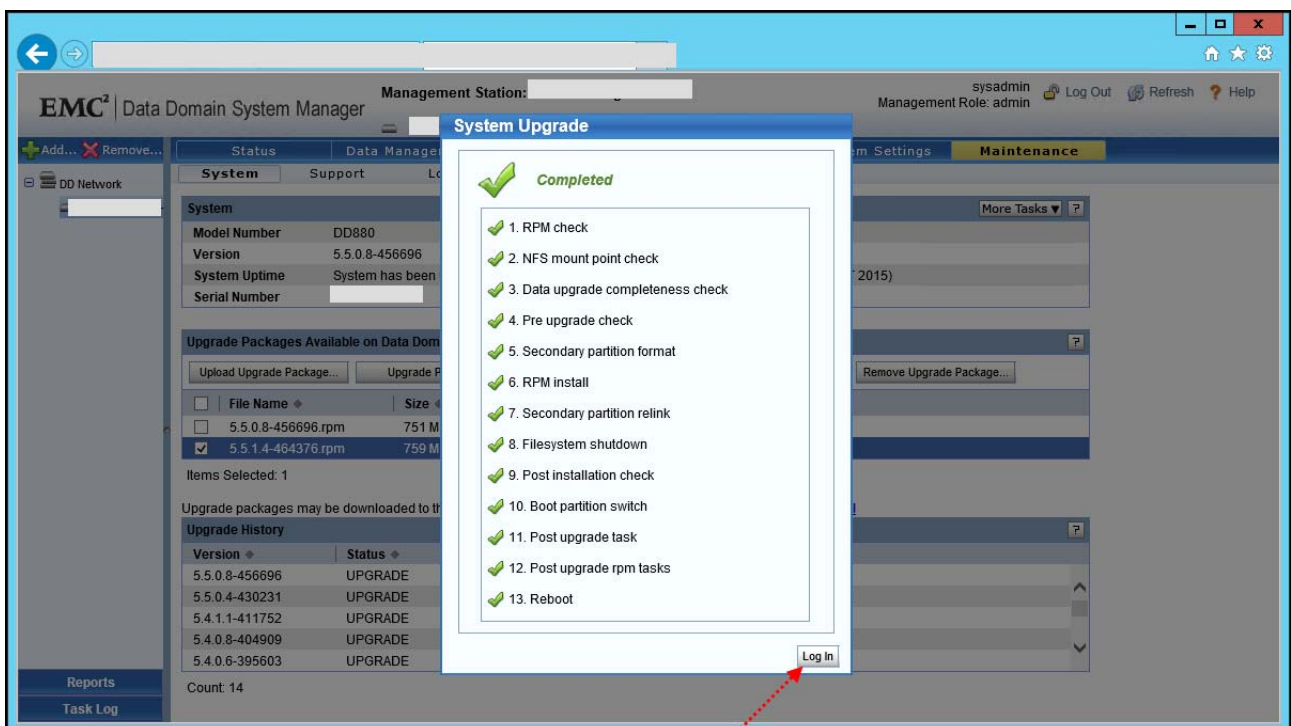 x
EMC² | Data Domain System Manager
Management Station:
sysadmin
Management Role: admin
Log Out
Refresh
? Help
Add... Remove...
Status
Data Manage
m Settings
Maintenance
DD Network
System
Support
Lo
System
More Tasks ▼
?
Model Number DD880
Version 5.5.0.8-456696
System Uptime System has been
2015)
Serial Number
Upgrade Packages Available on Data Dom
?
Upload Upgrade Package...
Upgrade P
Remove Upgrade Package...
File Name
Size
5.5.0.8-456696.rpm 751 M
5.5.1.4-464376.rpm 759 M
Items Selected: 1
Upgrade packages may be downloaded to th
Upgrade History
?
Version
Status
5.5.0.8-456696 UPGRADE
5.5.0.4-430231 UPGRADE
5.4.1.1-411752 UPGRADE
5.4.0.8-404909 UPGRADE
5.4.0.6-395603 UPGRADE
Count: 14
Reports
Task Log
System Upgrade
Completed
1. RPM check
2. NFS mount point check
3. Data upgrade completeness check
4. Pre upgrade check
5. Secondary partition format
6. RPM install
7. Secondary partition relink
8. Filesystem shutdown
9. Post installation check
10. Boot partition switch
11. Post upgrade task
12. Post upgrade rpm tasks
13. Reboot
Log In